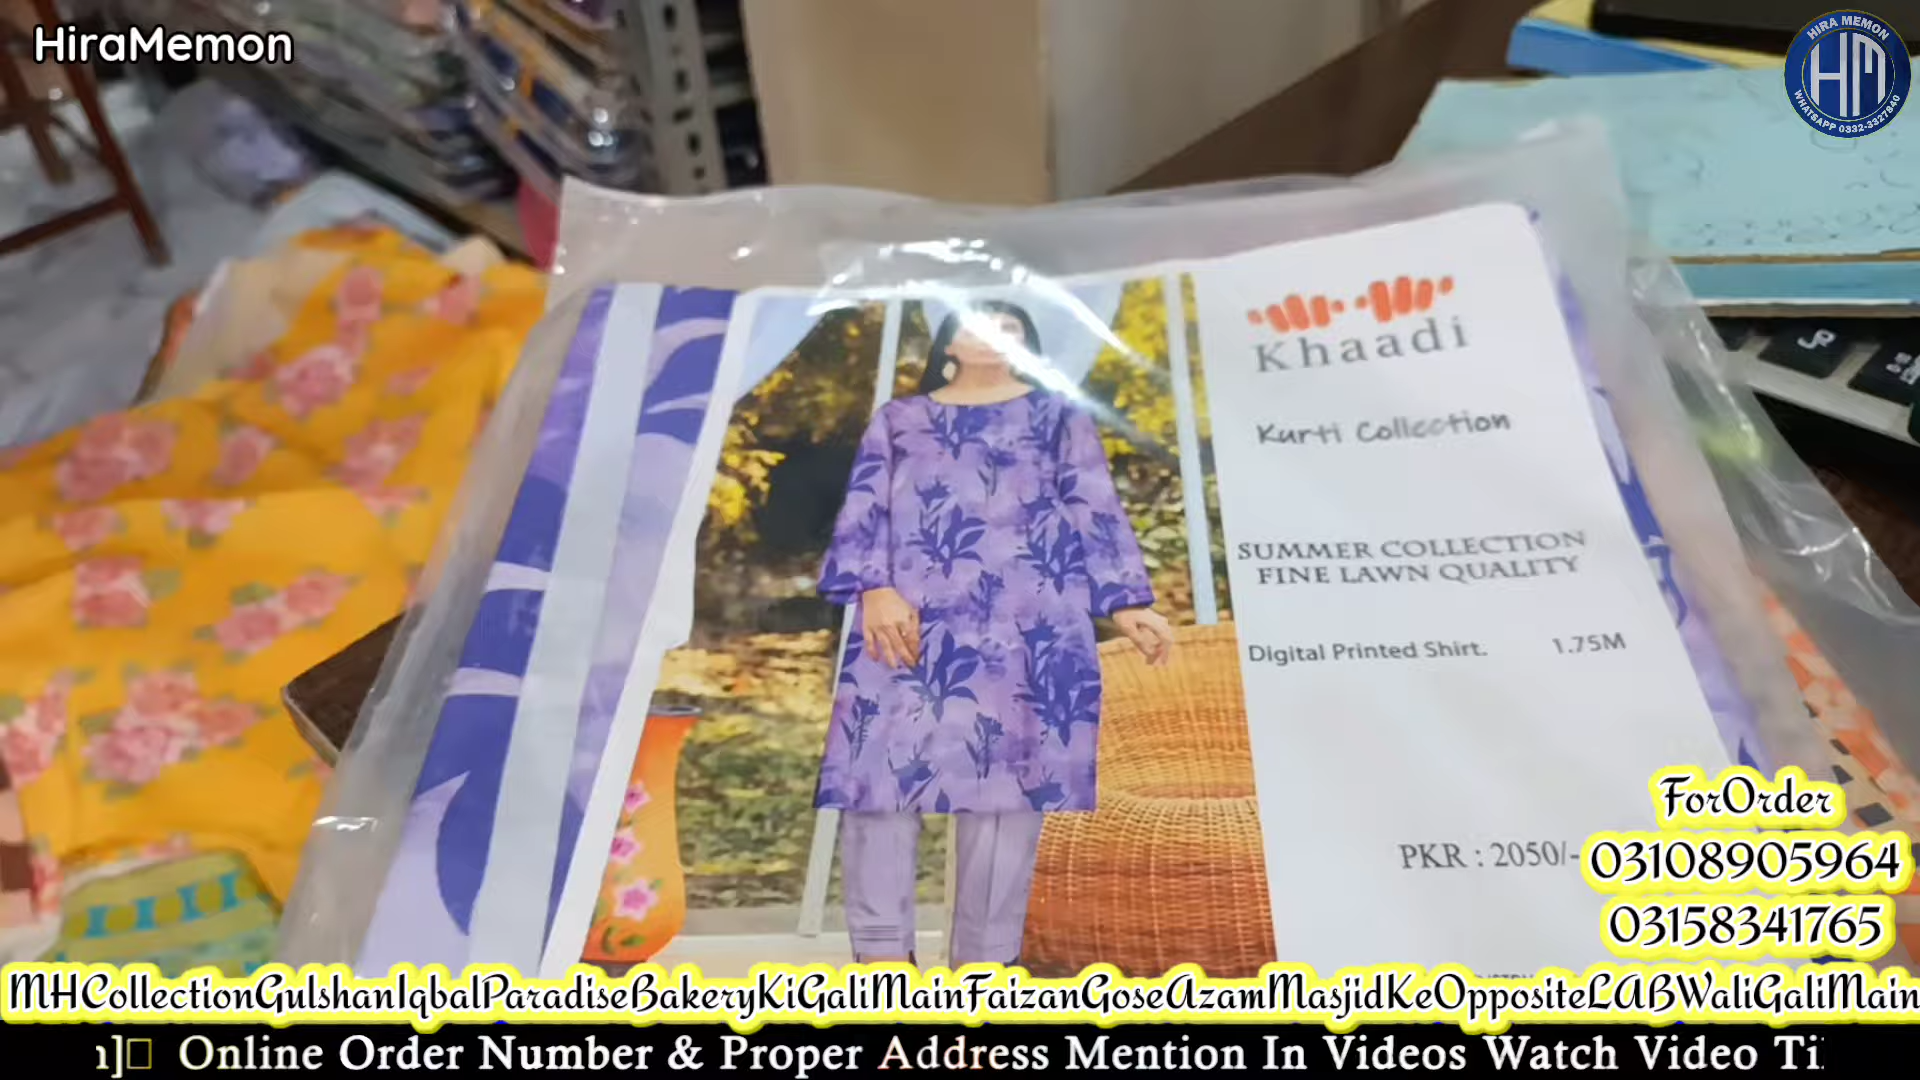 HiraMemon
HIRA MEMON
HM
WHATSAPP 0332-3327840
Khaadi
Kurti Collection
SUMMER COLLECTION
FINE LAWN QUALITY
Digital Printed Shirt. 1.75M
PKR : 2050/-
ForOrder
03108905964
03158341765
MHCollectionGulshanIqbalParadiseBakeryKiGaliMainFaizanGoseAzamMasjidKeOppositeLABWaliGaliMain
Online Order Number & Proper Address Mention In Videos Watch Video